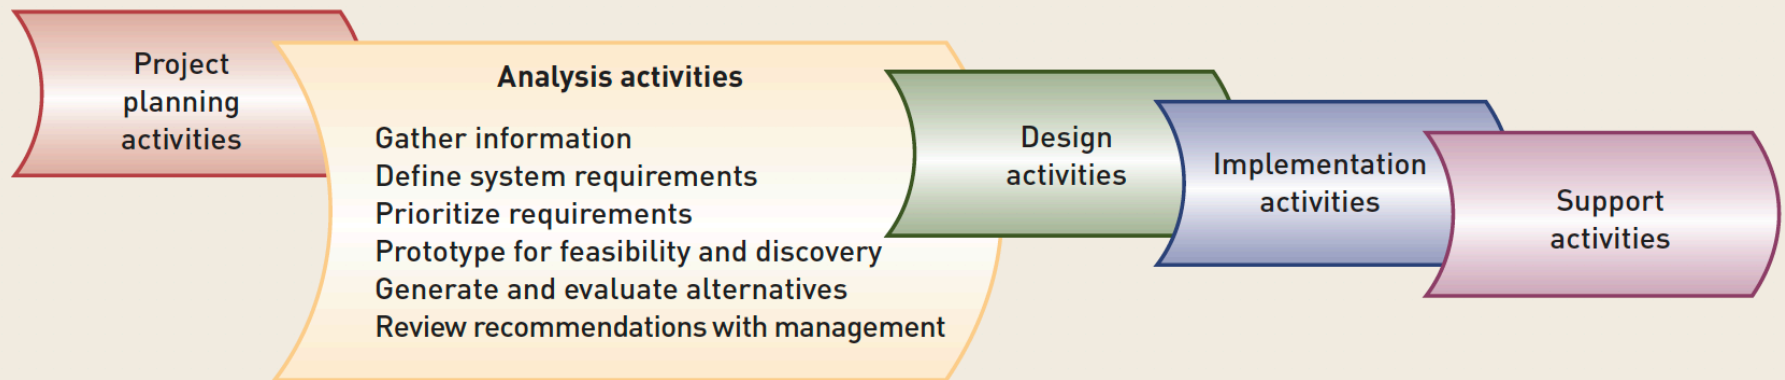 Project
planning
activities
Analysis activities
Gather information
Define system requirements
Prioritize requirements
Prototype for feasibility and discovery
Generate and evaluate alternatives
Review recommendations with management
Design
activities
Implementation
activities
Support
activities